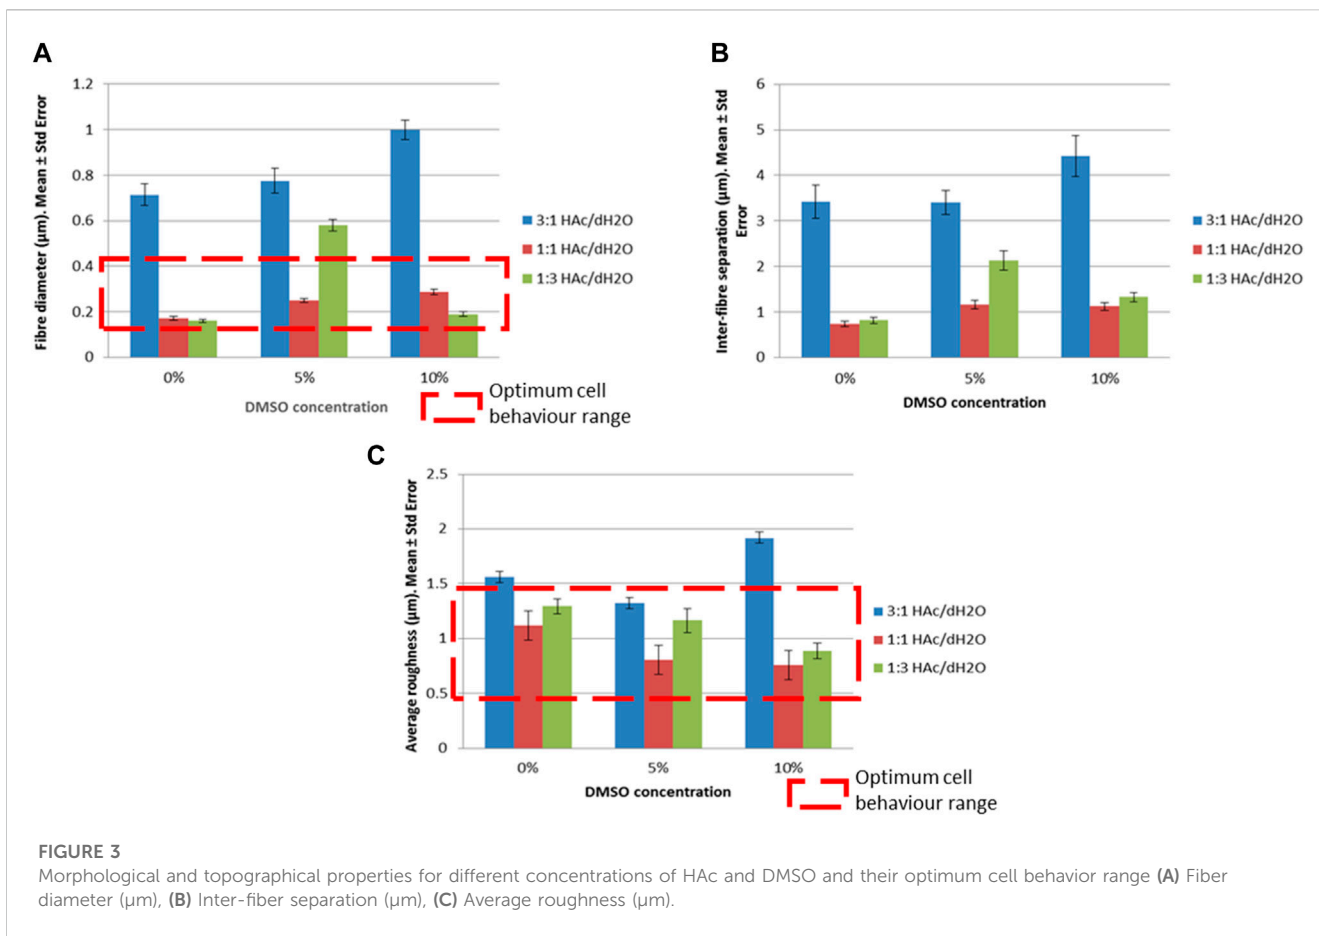 A
Fibre diameter (µm). Mean ± Std Error
1.2
1
0.8
0.6
0.4
0.2
0
0%
5%
10%
DMSO concentration
3:1 HAc/dH2O
1:1 HAc/dH2O
1:3 HAc/dH2O
Optimum cell
behaviour range
B
Inter-fibre separation (µm). Mean ± Std
Error
6
5
4
3
2
1
0
0%
5%
10%
DMSO concentration
3:1 HAc/dH2O
1:1 HAc/dH2O
1:3 HAc/dH2O
C
Average roughness (µm). Mean ± Std Error
2.5
2
1.5
1
0.5
0
0%
5%
10%
DMSO concentration
3:1 HAc/dH2O
1:1 HAc/dH2O
1:3 HAc/dH2O
Optimum cell
behaviour range
FIGURE 3
Morphological and topographical properties for different concentrations of HAc and DMSO and their optimum cell behavior range (A) Fiber
diameter (µm), (B) Inter-fiber separation (µm), (C) Average roughness (µm).